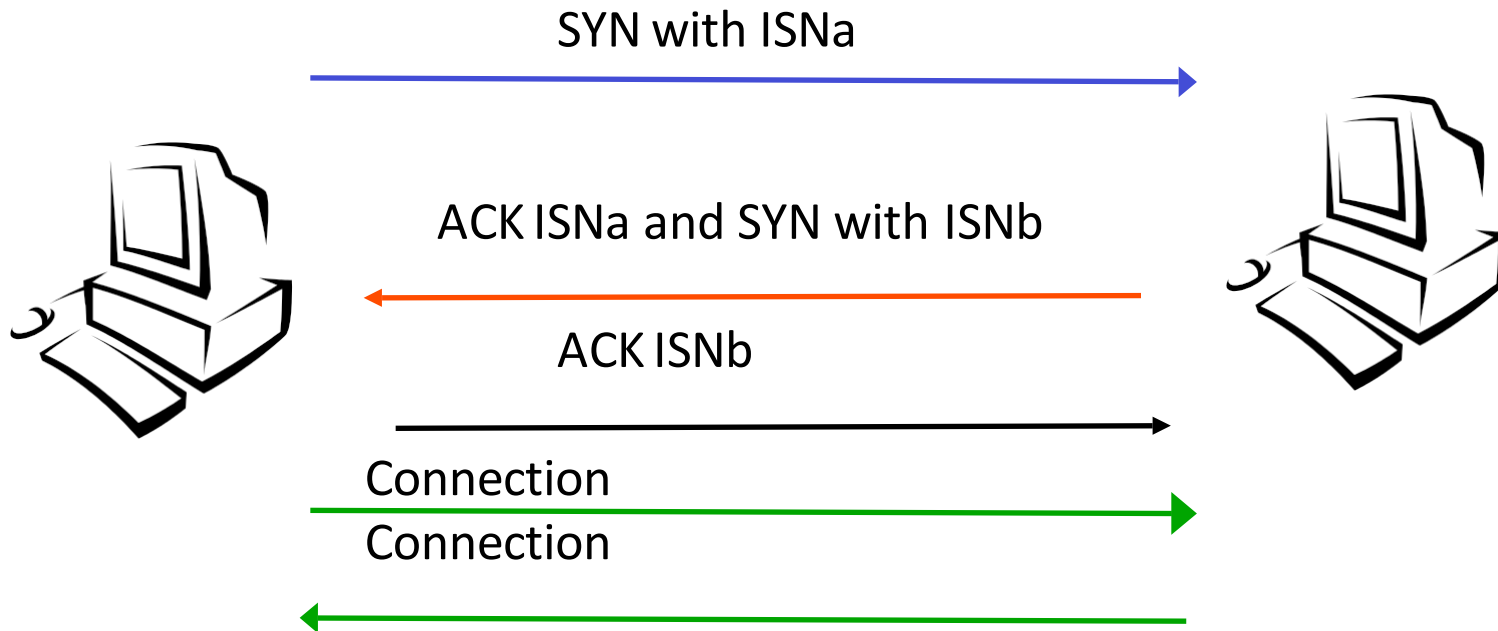 SYN with ISNa
ACK ISNa and SYN with ISNb
ACK ISNb
Connection
Connection